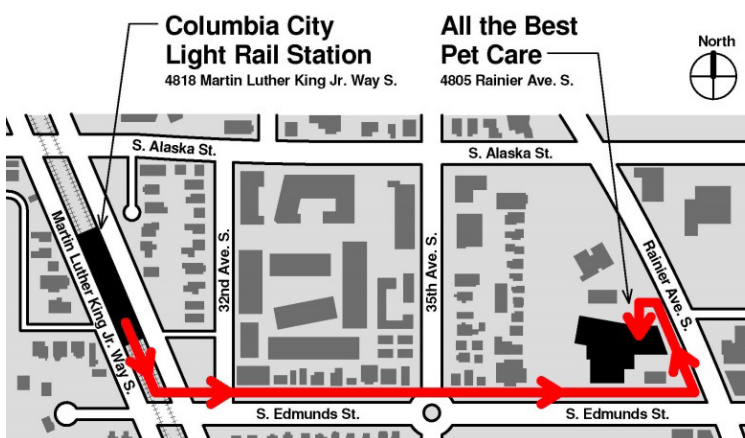 Columbia City
Light Rail Station
4818 Martin Luther King Jr. Way S.
All the Best
Pet Care
4805 Rainier Ave. S.
North
S. Alaska St.
S. Alaska St.
Martin Luther King Jr. Way S.
32nd Ave. S.
35th Ave. S.
Rainier Ave. S.
S. Edmunds St.
S. Edmunds St.